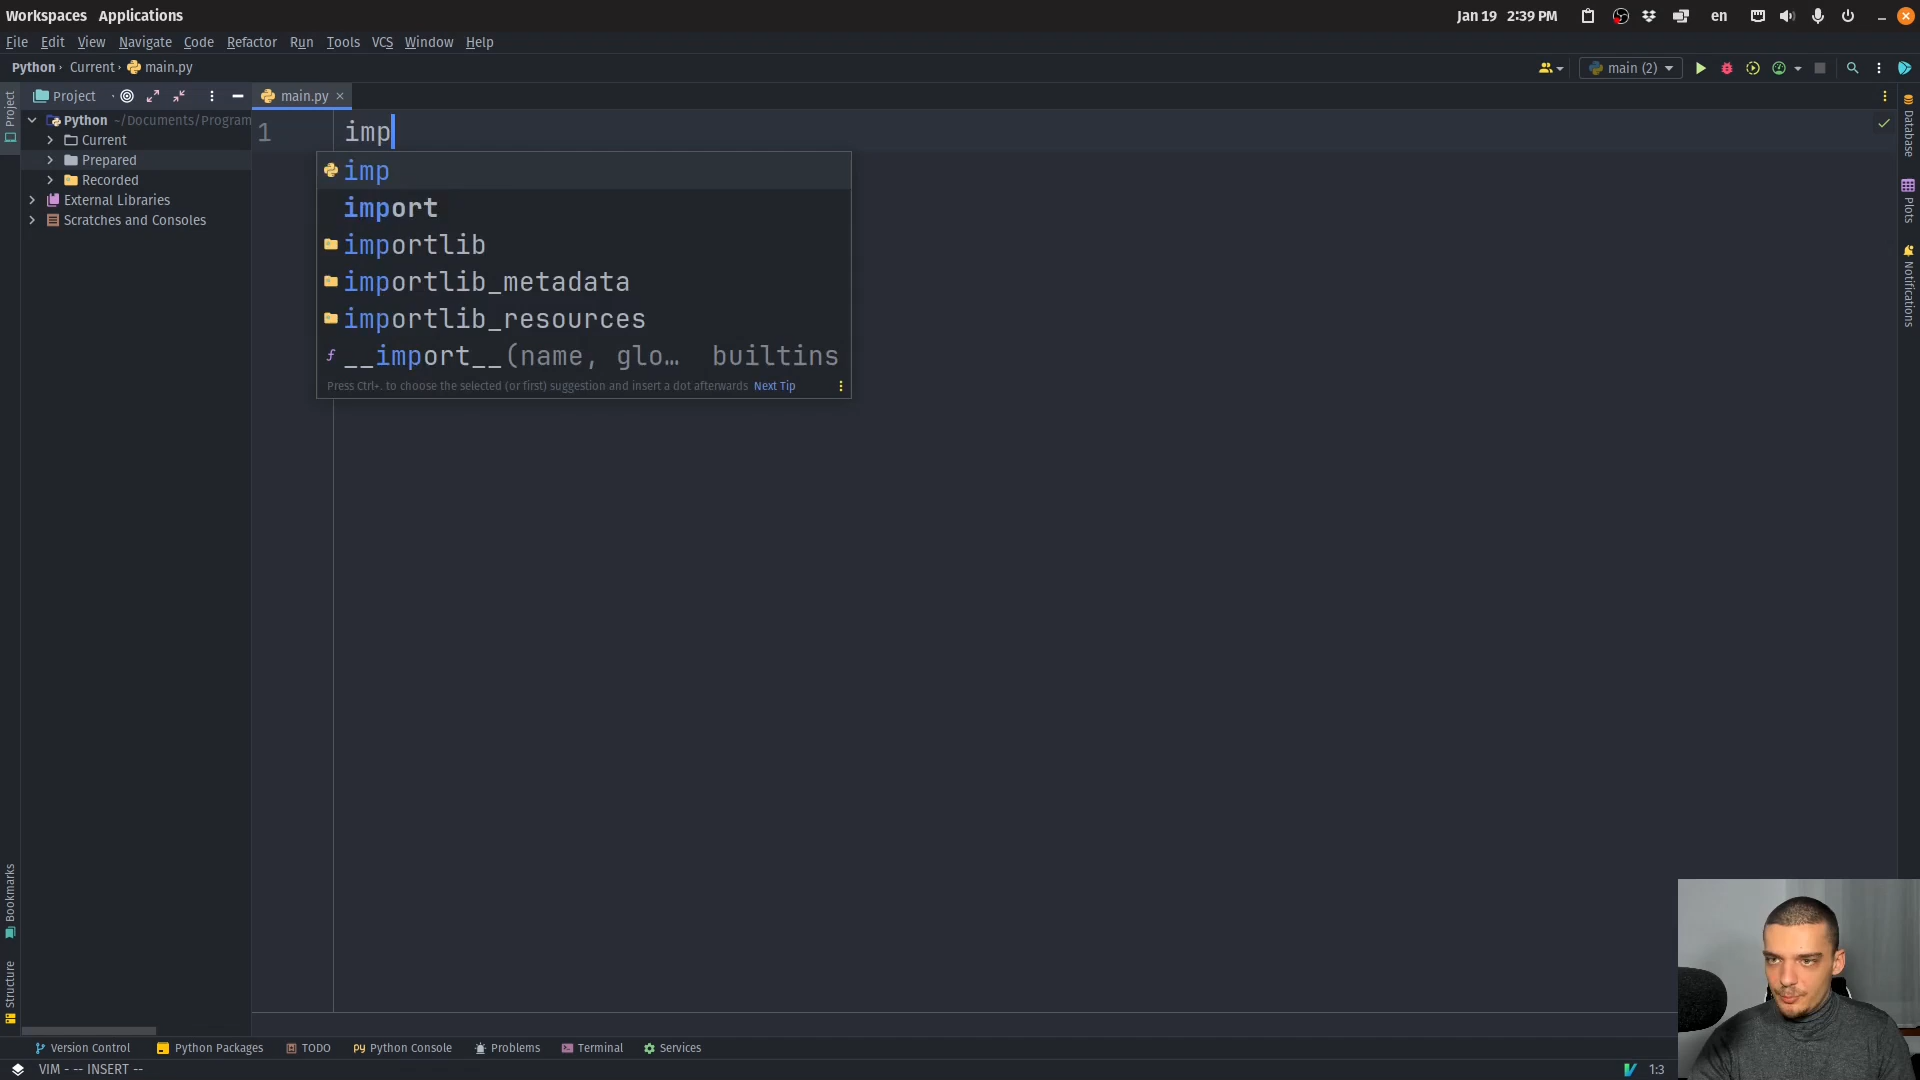 Workspaces Applications
Jan 19 2:39 PM
en
File Edit View Navigate Code Refactor Run Tools VCS Window Help
Python › Current › main.py
main (2)
Project
Project
main.py
Python ~/Documents/Program
Current
Prepared
Recorded
External Libraries
Scratches and Consoles
1 imp
imp
import
importlib
importlib_metadata
importlib_resources
f __import__(name, glo… builtins
Press Ctrl+. to choose the selected (or first) suggestion and insert a dot afterwards Next Tip
Database
Plots
Notifications
Bookmarks
Structure
Version Control Python Packages TODO Python Console Problems Terminal Services
VIM - -- INSERT --
1:3